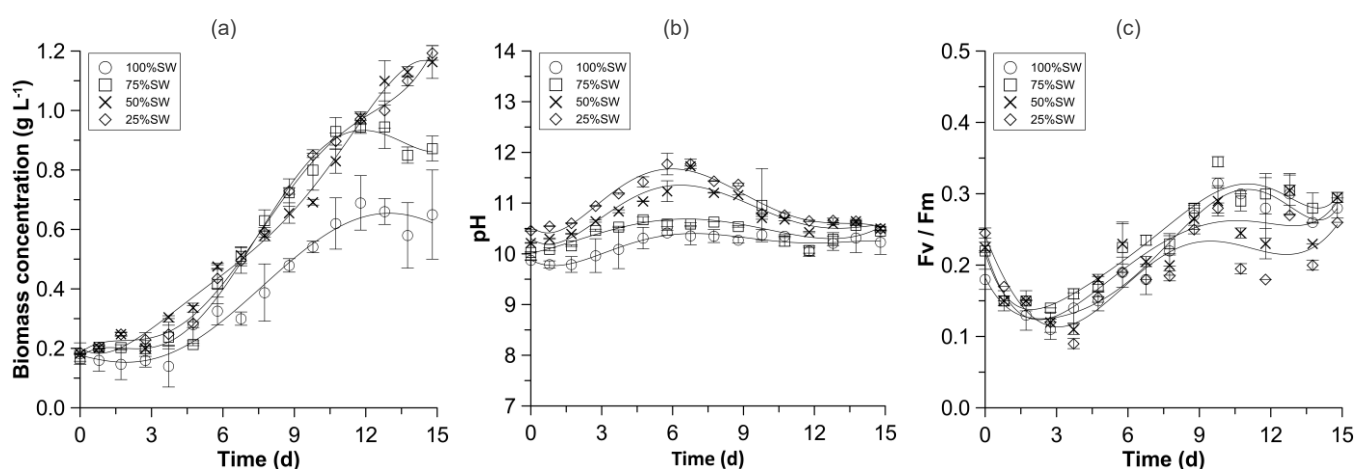 (a)
Biomass concentration (g L⁻¹)
1.2
1.0
0.8
0.6
0.4
0.2
0.0
100%SW
75%SW
50%SW
25%SW
0 3 6 9 12 15
Time (d)
(b)
pH
14
13
12
11
10
9
8
7
100%SW
75%SW
50%SW
25%SW
0 3 6 9 12 15
Time (d)
(c)
Fv / Fm
0.5
0.4
0.3
0.2
0.1
0.0
100%SW
75%SW
50%SW
25%SW
0 3 6 9 12 15
Time (d)